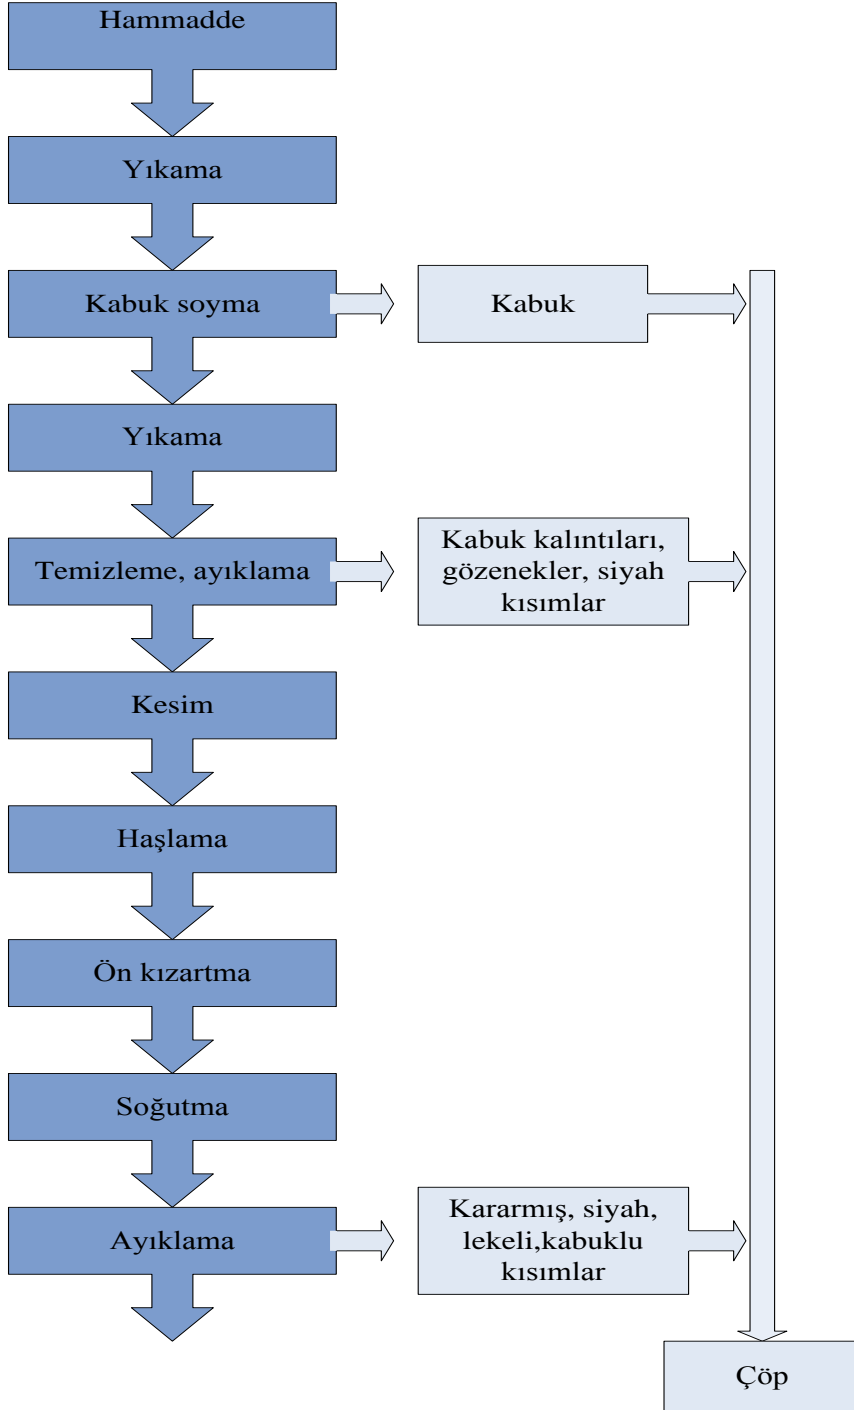 Hammadde
Yıkama
Kabuk soyma
Kabuk
Yıkama
Temizleme, ayıklama
Kabuk kalıntıları,
gözenekler, siyah
kısımlar
Kesim
Haşlama
Ön kızartma
Soğutma
Ayıklama
Kararmış, siyah,
lekeli,kabuklu
kısımlar
Çöp